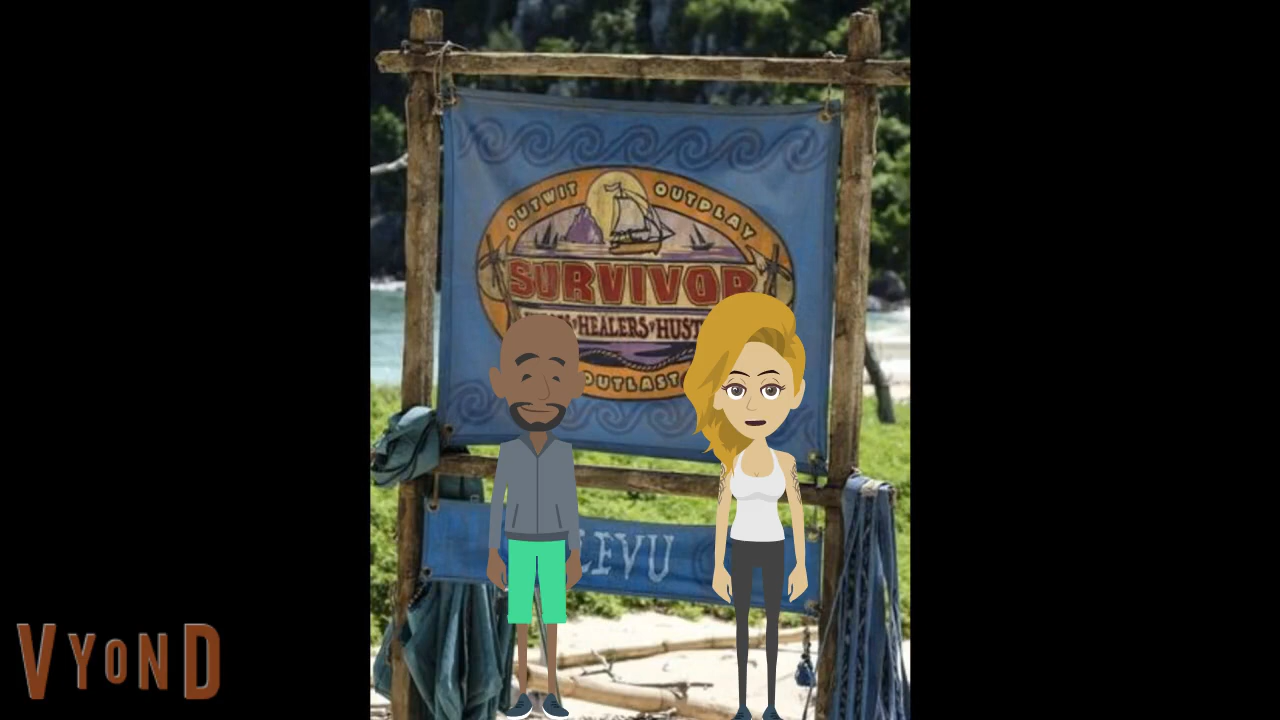 OUTWIT OUTPLAY
SURVIVOR
HEALERS
OUTLAST
LEVU
VYOND